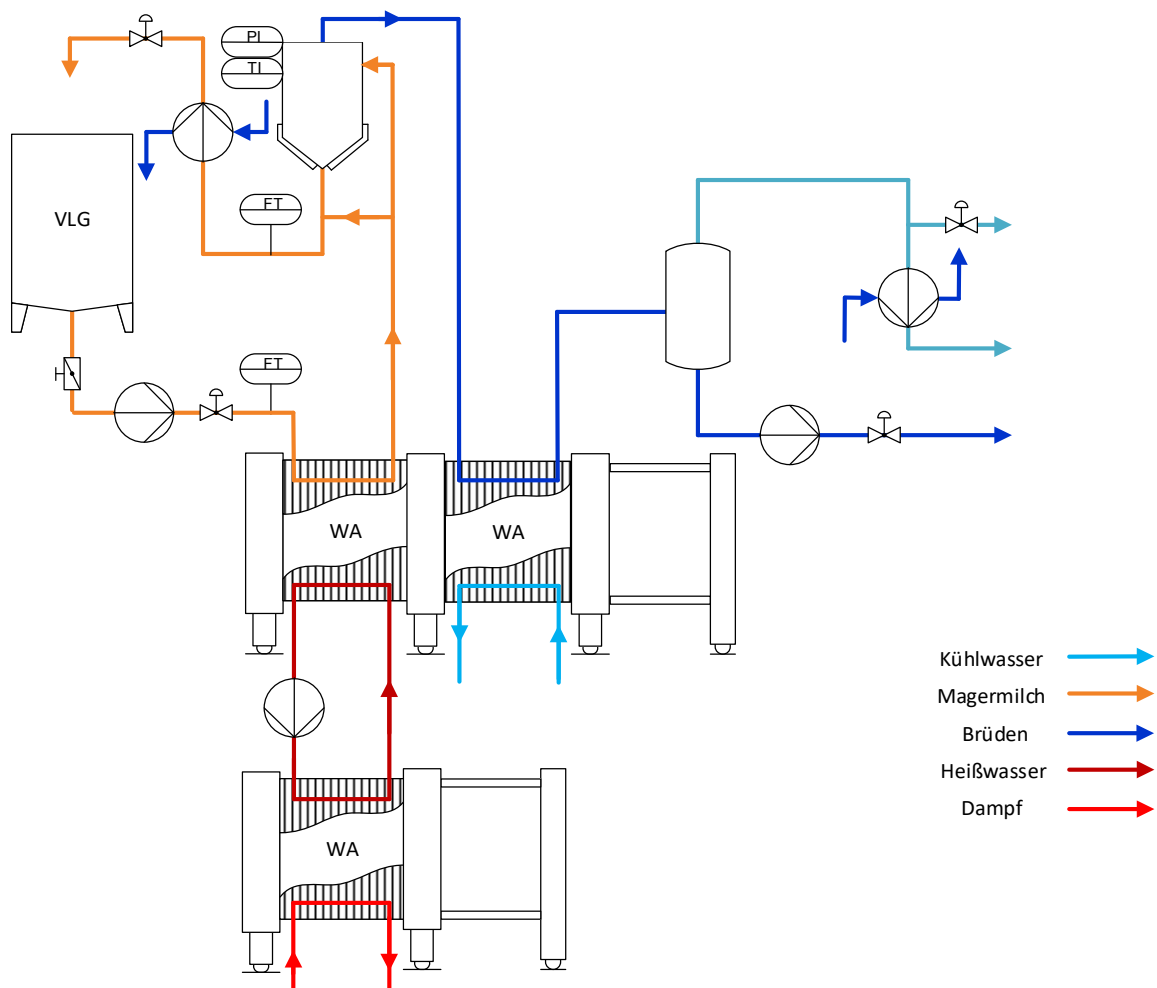 PI
TI
VLG
FT
FT
WA
WA
Kühlwasser
Magermilch
Brüden
Heißwasser
Dampf
WA